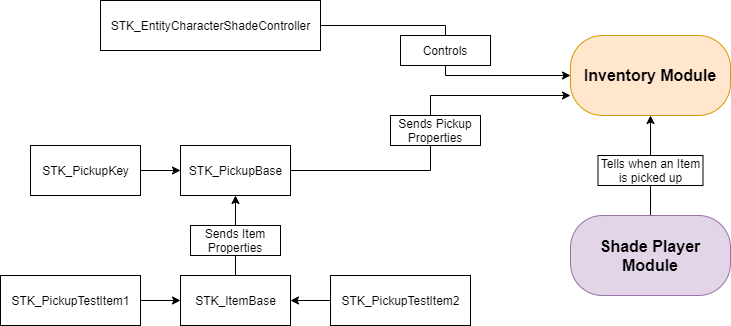 STK_EntityCharacterShadeController
Controls
Inventory Module
Sends Pickup
Properties
STK_PickupKey
STK_PickupBase
Tells when an Item
is picked up
Sends Item
Properties
Shade Player
Module
STK_PickupTestItem1
STK_ItemBase
STK_PickupTestItem2